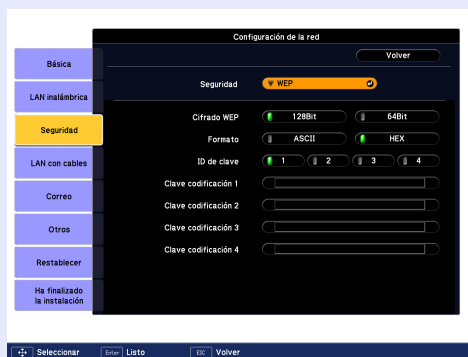 Configuración de la red
Volver
Básica
LAN inalámbrica
Seguridad
LAN con cables
Correo
Otros
Restablecer
Ha finalizado
la instalación
Seguridad WEP
Cifrado WEP 128Bit 64Bit
Formato ASCII HEX
ID de clave 1 2 3 4
Clave codificación 1
Clave codificación 2
Clave codificación 3
Clave codificación 4
Seleccionar Enter Listo ESC Volver